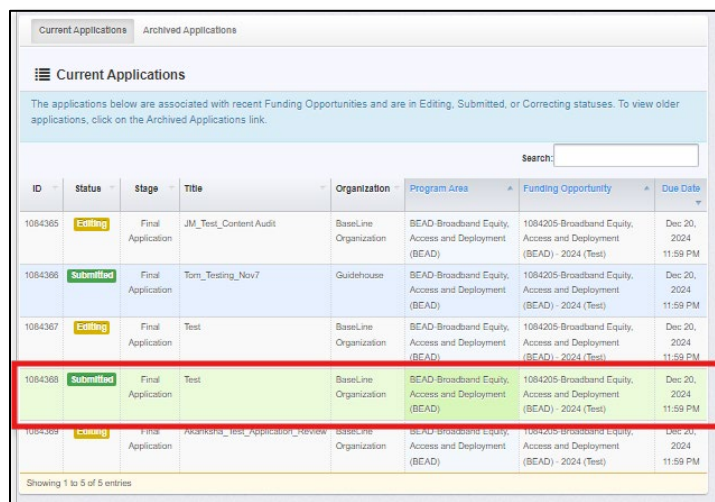 Current Applications Archived Applications
Current Applications
The applications below are associated with recent Funding Opportunities and are in Editing, Submitted, or Correcting statuses. To view older
applications, click on the Archived Applications link.
Search:
ID Status Stage Title Organization Program Area Funding Opportunity Due Date
1084365 Editing Final JM_Test_Content Audit BaseLine BEAD-Broadband Equity, 1084205-Broadband Equity, Dec 20,
Application Organization Access and Deployment Access and Deployment 2024
(BEAD) (BEAD) - 2024 (Test) 11:59 PM
1084366 Submitted Final Tom_Testing_Nov7 Guidehouse BEAD-Broadband Equity, 1084205-Broadband Equity, Dec 20,
Application Access and Deployment Access and Deployment 2024
(BEAD) (BEAD) - 2024 (Test) 11:59 PM
1084367 Editing Final Test BaseLine BEAD-Broadband Equity, 1084205-Broadband Equity, Dec 20,
Application Organization Access and Deployment Access and Deployment 2024
(BEAD) (BEAD) - 2024 (Test) 11:59 PM
1084368 Submitted Final Test BaseLine BEAD-Broadband Equity, 1084205-Broadband Equity, Dec 20,
Application Organization Access and Deployment Access and Deployment 2024
(BEAD) (BEAD) - 2024 (Test) 11:59 PM
1084369 Editing Final Akanksha_Test_Application_Review BaseLine BEAD-Broadband Equity, 1084205-Broadband Equity, Dec 20,
Application Organization Access and Deployment Access and Deployment 2024
(BEAD) (BEAD) - 2024 (Test) 11:59 PM
Showing 1 to 5 of 5 entries